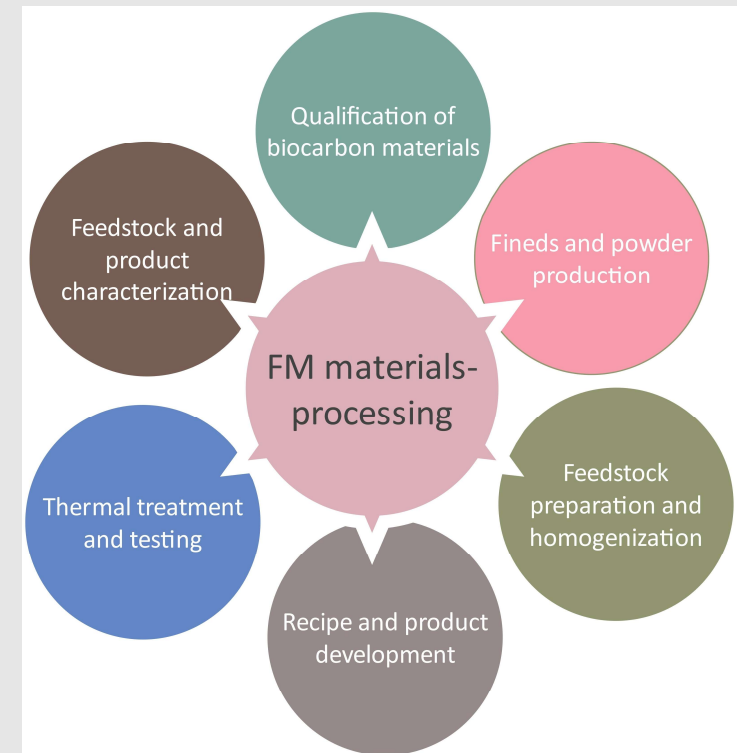 Qualification of
biocarbon materials
Fineds and powder
production
Feedstock
preparation and
homogenization
Recipe and product
development
Thermal treatment
and testing
Feedstock and
product
characterization
FM materials-
processing